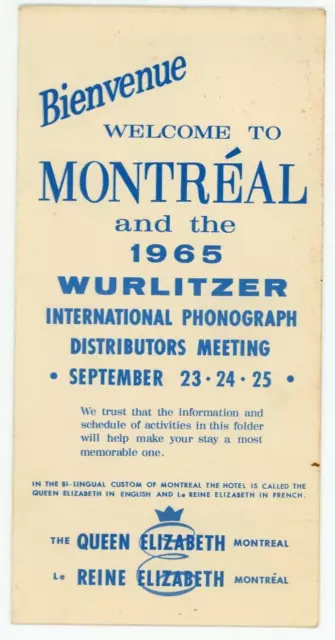 Bienvenue
WELCOME TO
MONTRÉAL
and the
1965
WURLITZER
INTERNATIONAL PHONOGRAPH
DISTRIBUTORS MEETING
• SEPTEMBER 23 · 24 · 25 •
We trust that the information and
schedule of activities in this folder
will help make your stay a most
memorable one.
IN THE BI-LINGUAL CUSTOM OF MONTREAL THE HOTEL IS CALLED THE
QUEEN ELIZABETH IN ENGLISH AND Le REINE ELIZABETH IN FRENCH.
THE QUEEN ELIZABETH MONTREAL
Le REINE ELIZABETH MONTRÉAL